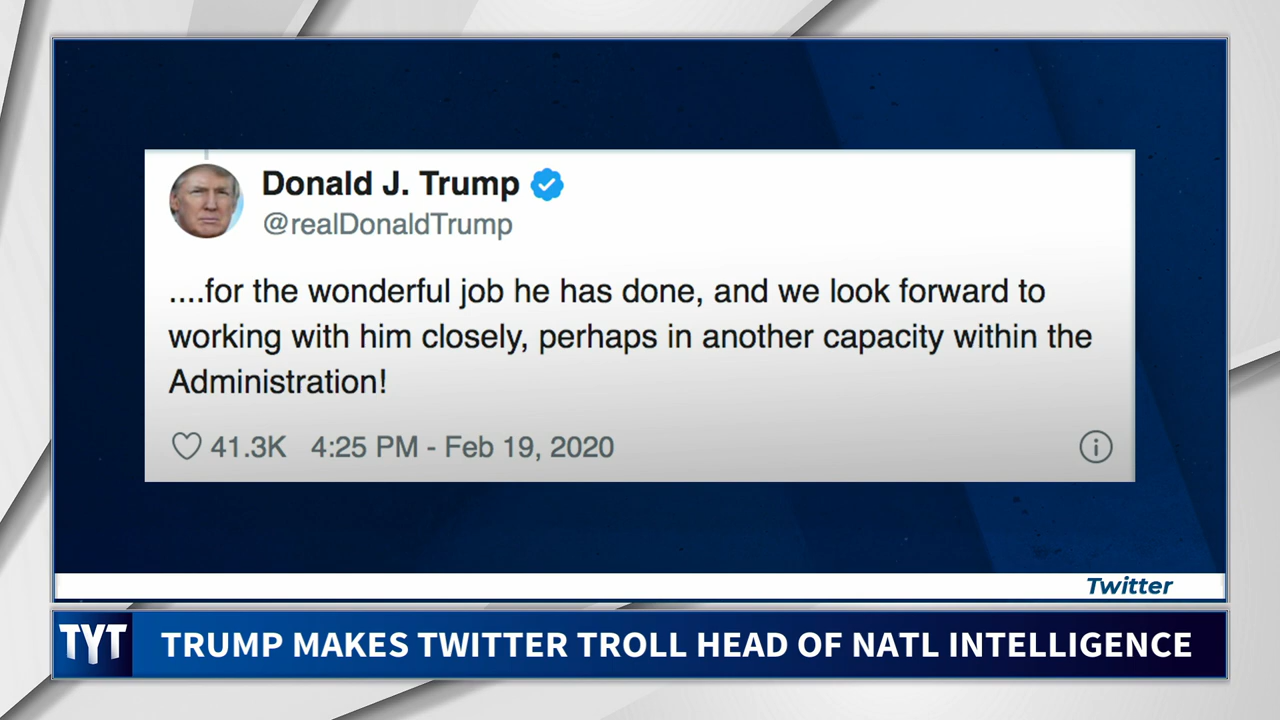 Donald J. Trump
@realDonaldTrump
....for the wonderful job he has done, and we look forward to
working with him closely, perhaps in another capacity within the
Administration!
41.3K 4:25 PM - Feb 19, 2020
Twitter
TYT TRUMP MAKES TWITTER TROLL HEAD OF NATL INTELLIGENCE